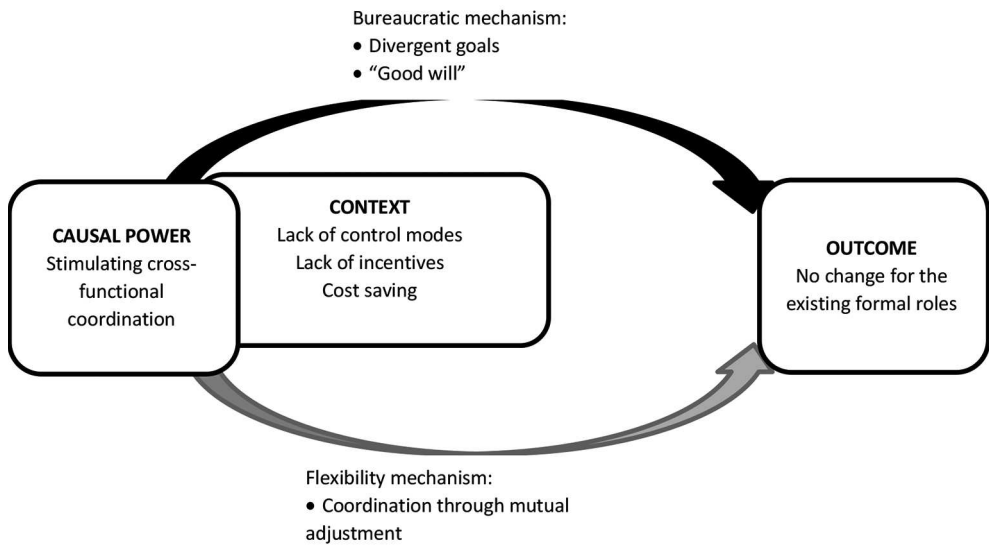 Bureaucratic mechanism:
• Divergent goals
• “Good will”
CAUSAL POWER
Stimulating cross-
functional
coordination
CONTEXT
Lack of control modes
Lack of incentives
Cost saving
OUTCOME
No change for the
existing formal roles
Flexibility mechanism:
• Coordination through mutual
adjustment